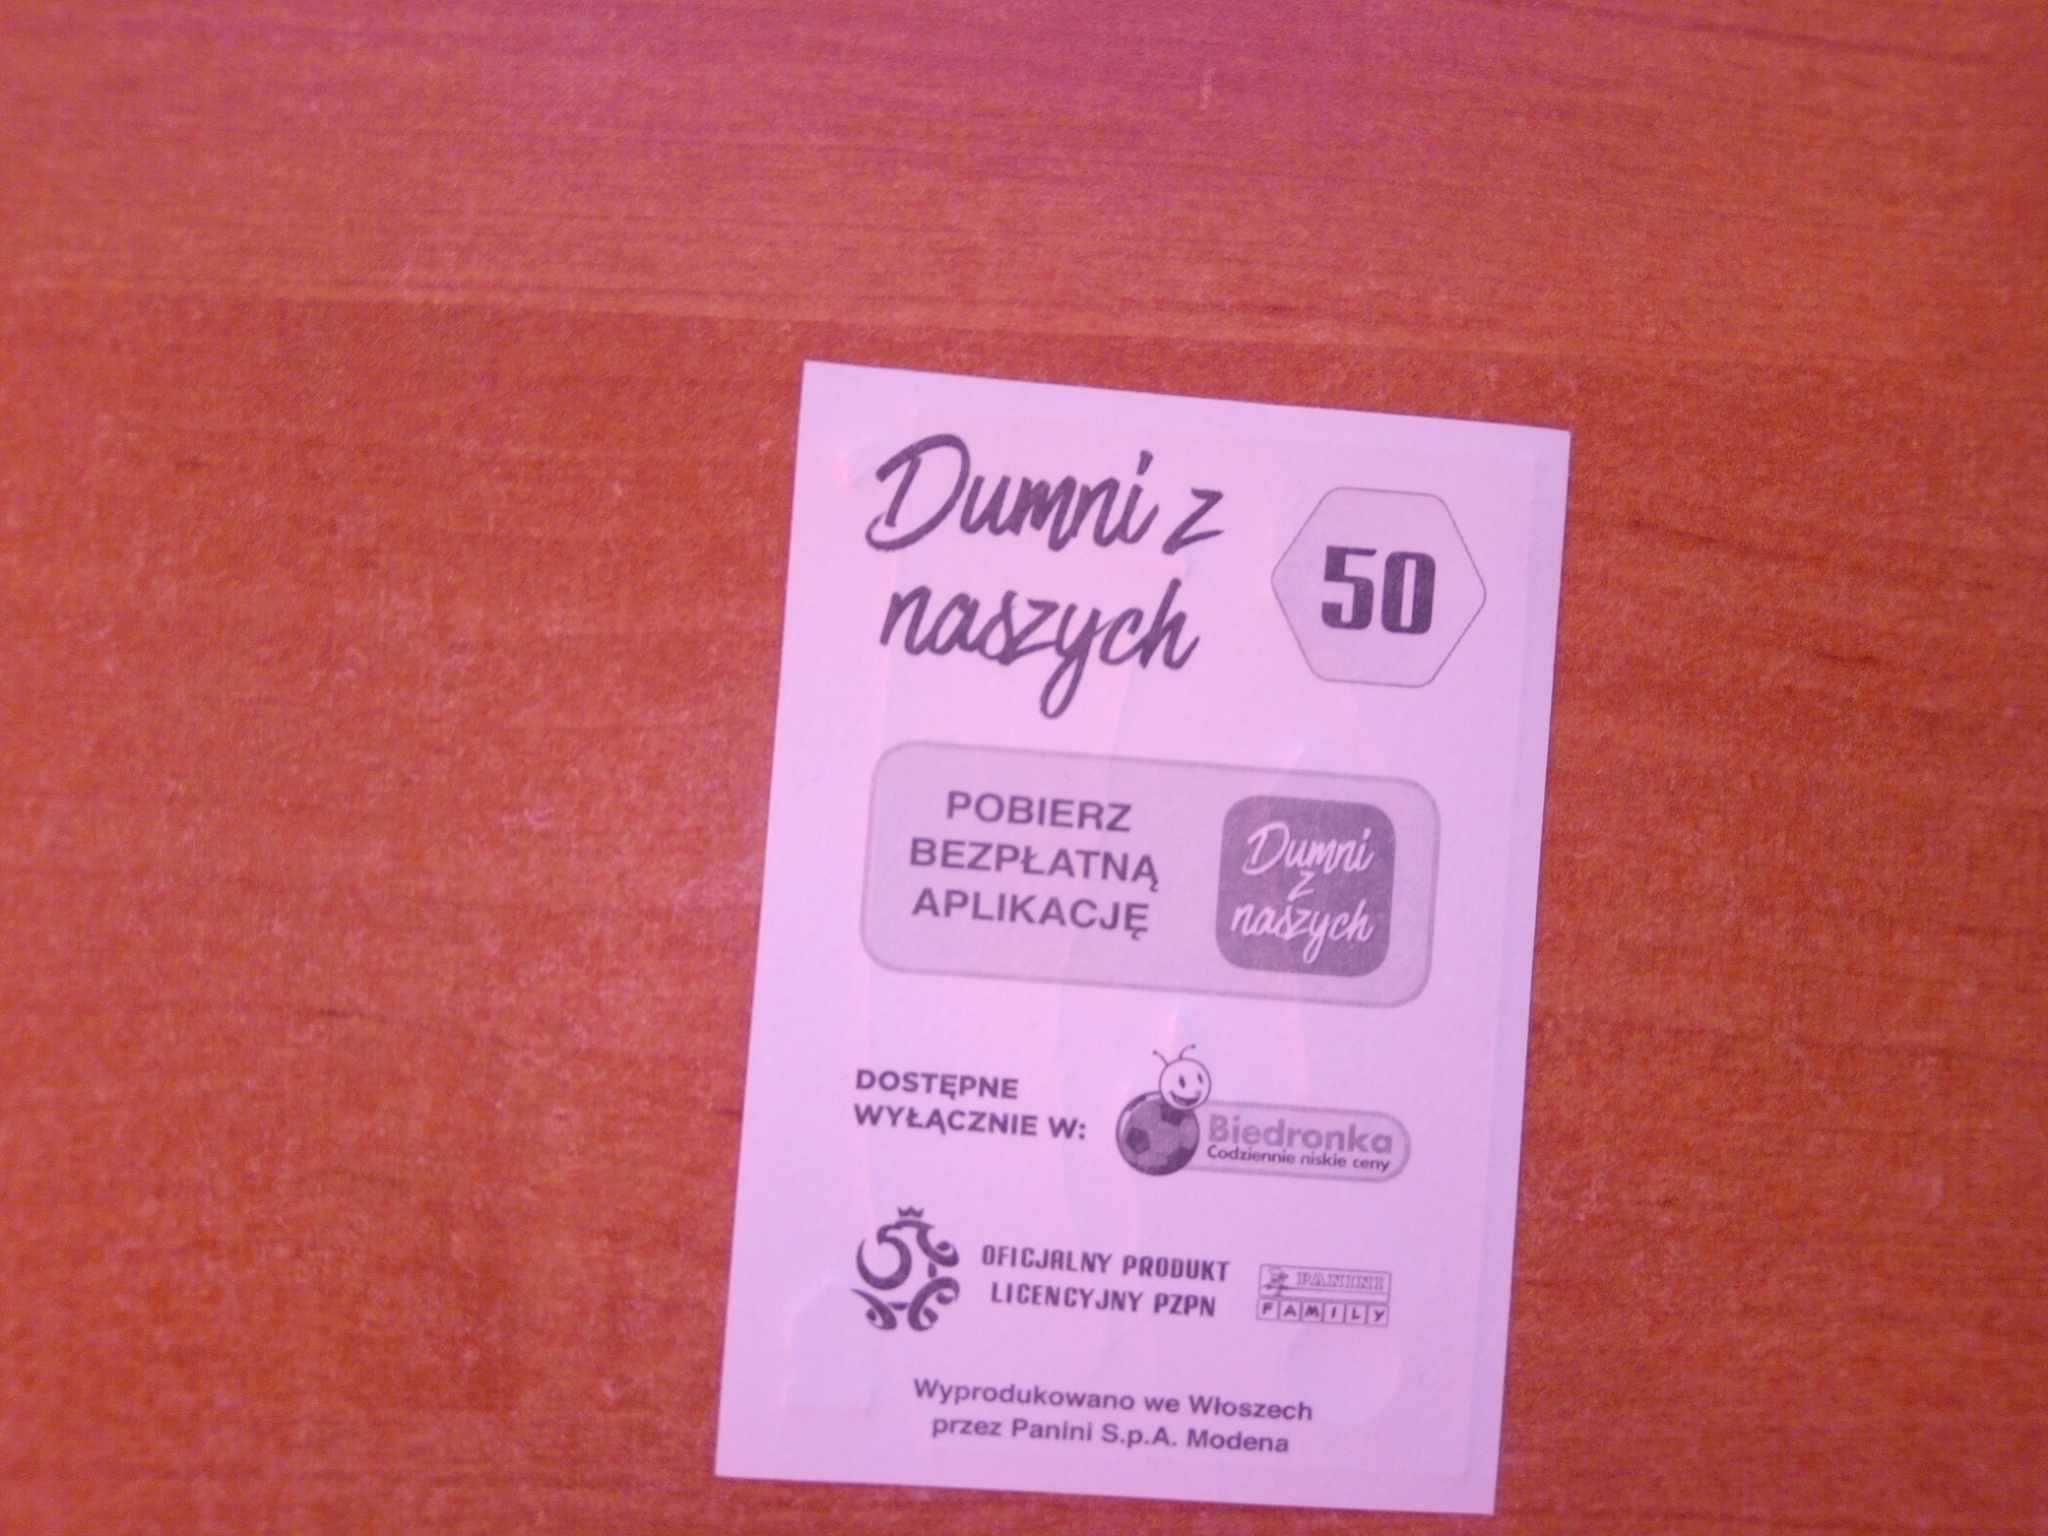 Dumni z
naszych
50
POBIERZ
BEZPŁATNĄ
APLIKACJĘ
Dumni
z
naszych
DOSTĘPNE
WYŁĄCZNIE W:
Biedronka
Codziennie niskie ceny
OFICJALNY PRODUKT
LICENCYJNY PZPN
PANINI
FAMILY
Wyprodukowano we Włoszech
przez Panini S.p.A. Modena